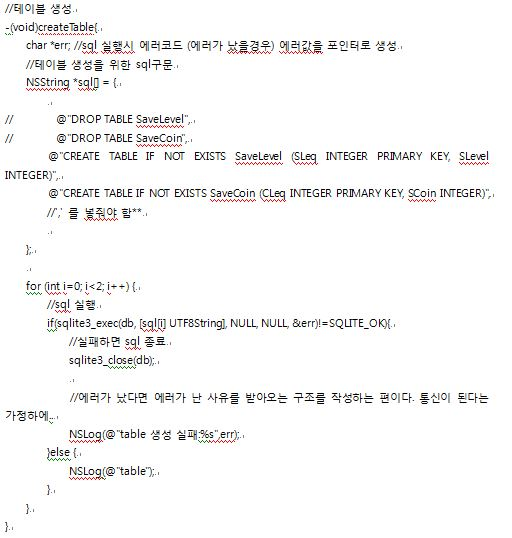 //테이블 생성
-(void)createTable{
char *err; //sql 실행시 에러코드 (에러가 났을경우) 에러값을 포인터로 생성
//테이블 생성을 위한 sql구문
NSString *sql[] = {
//          @"DROP TABLE SaveLevel",
//          @"DROP TABLE SaveCoin",
@"CREATE TABLE IF NOT EXISTS SaveLevel (SLeq INTEGER PRIMARY KEY, SLevel
INTEGER)",
@"CREATE TABLE IF NOT EXISTS SaveCoin (CLeq INTEGER PRIMARY KEY, SCoin INTEGER)",
//',' 를 넣줘야 함**
};
for (int i=0; i<2; i++) {
//sql 실행
if(sqlite3_exec(db, [sql[i] UTF8String], NULL, NULL, &err)!=SQLITE_OK){
//실패하면 sql 종료
sqlite3_close(db);
//에러가 났다면 에러가 난 사유를 받아오는 구조를 작성하는 편이다. 통신이 된다는
가정하에..
NSLog(@"table 생성 실패:%s",err);
}else {
NSLog(@"table");
}
}
}